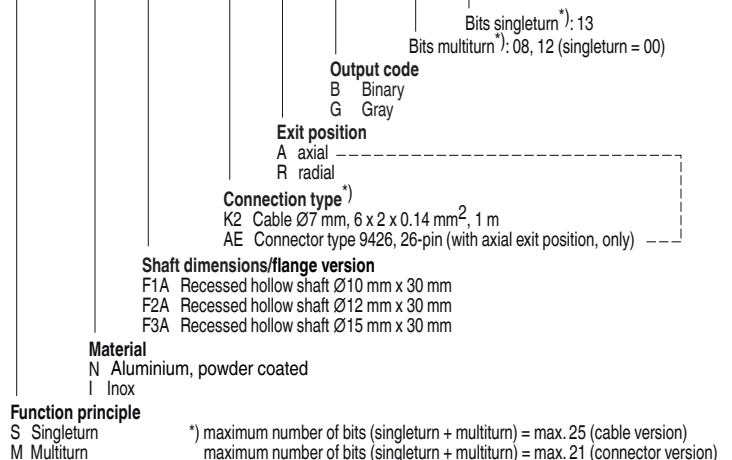 Bits singleturn*): 13
Bits multiturn*): 08, 12 (singleturn = 00)
Output code
B Binary
G Gray
Exit position
A axial
R radial
Connection type*)
K2 Cable Ø7 mm, 6 x 2 x 0.14 mm², 1 m
AE Connector type 9426, 26-pin (with axial exit position, only)
Shaft dimensions/flange version
F1A Recessed hollow shaft Ø10 mm x 30 mm
F2A Recessed hollow shaft Ø12 mm x 30 mm
F3A Recessed hollow shaft Ø15 mm x 30 mm
Material
N Aluminium, powder coated
I Inox
Function principle
S Singleturn *) maximum number of bits (singleturn + multiturn) = max. 25 (cable version)
M Multiturn maximum number of bits (singleturn + multiturn) = max. 21 (connector version)